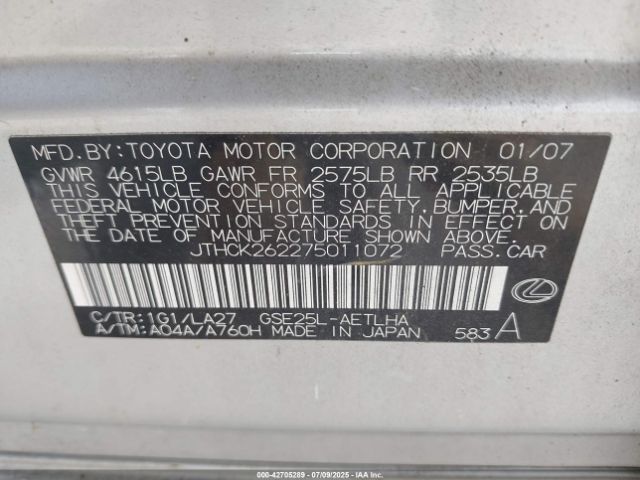 MFD.BY:TOYOTA MOTOR CORPORATION 01/07
GVWR 4615LB GAWR FR 2575LB RR 2535LB
THIS VEHICLE CONFORMS TO ALL APPLICABLE
FEDERAL MOTOR VEHICLE SAFETY, BUMPER, AND
THEFT PREVENTION STANDARDS IN EFFECT ON
THE DATE OF MANUFACTURE SHOWN ABOVE.
JTHCK262275011072 PASS.CAR
C/TR:1G1/LA27 GSE25L-AETLHA
A/TM:A04A/A760H MADE IN JAPAN 583 A
000-42705289 - 07/09/2025 - IAA Inc.